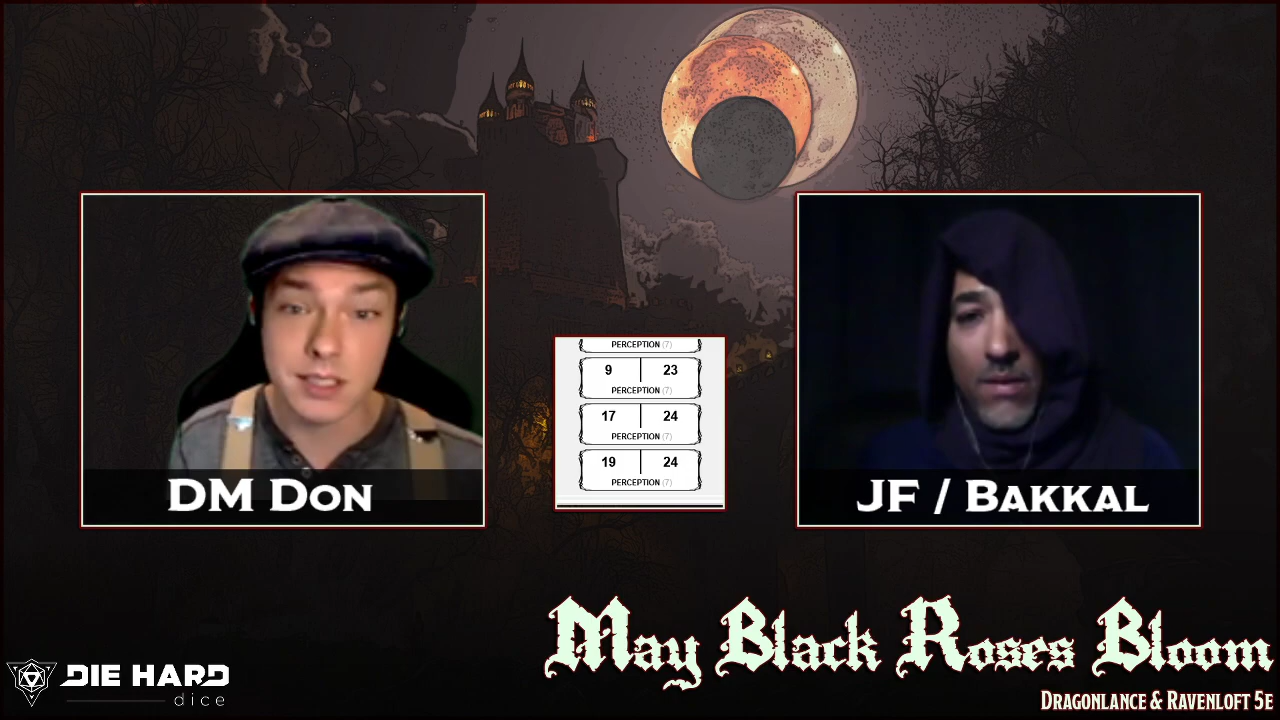 PERCEPTION (7)
9 23
PERCEPTION (7)
17 24
PERCEPTION (7)
19 24
PERCEPTION (7)
DM Don
JF / Bakkal
May Black Roses Bloom
Dragonlance & Ravenloft 5e
DIE HARD
dice